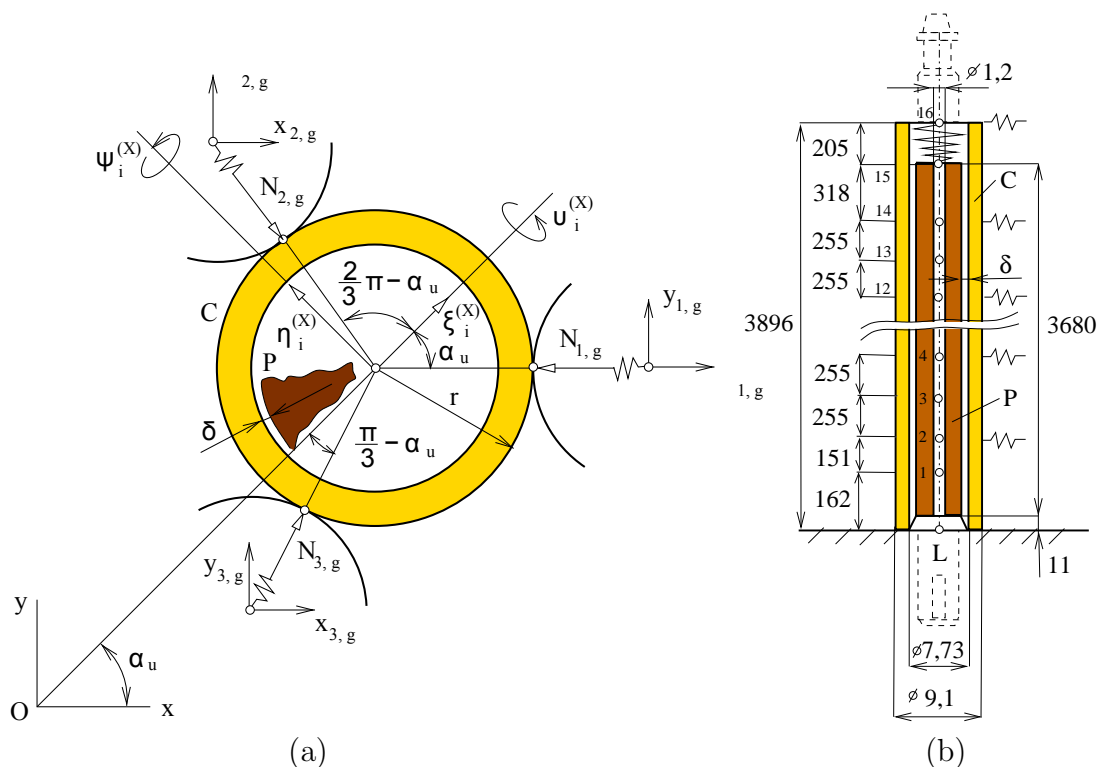 2, g
x 2, g
ψ i (X)
N 2, g
υ i (X)
2/3 π − α u
ξ i (X)
y 1, g
C
η i (X)
α u
N 1, g
P
r
1, g
δ
π/3 − α u
N 3, g
y 3, g
x 3, g
y
α u
O
x
(a)
⌀1,2
16
205
15
C
318
14
255
13
δ
255
12
3896
3680
4
255
3
P
255
2
151
1
162
L
11
⌀7,73
⌀ 9,1
(b)